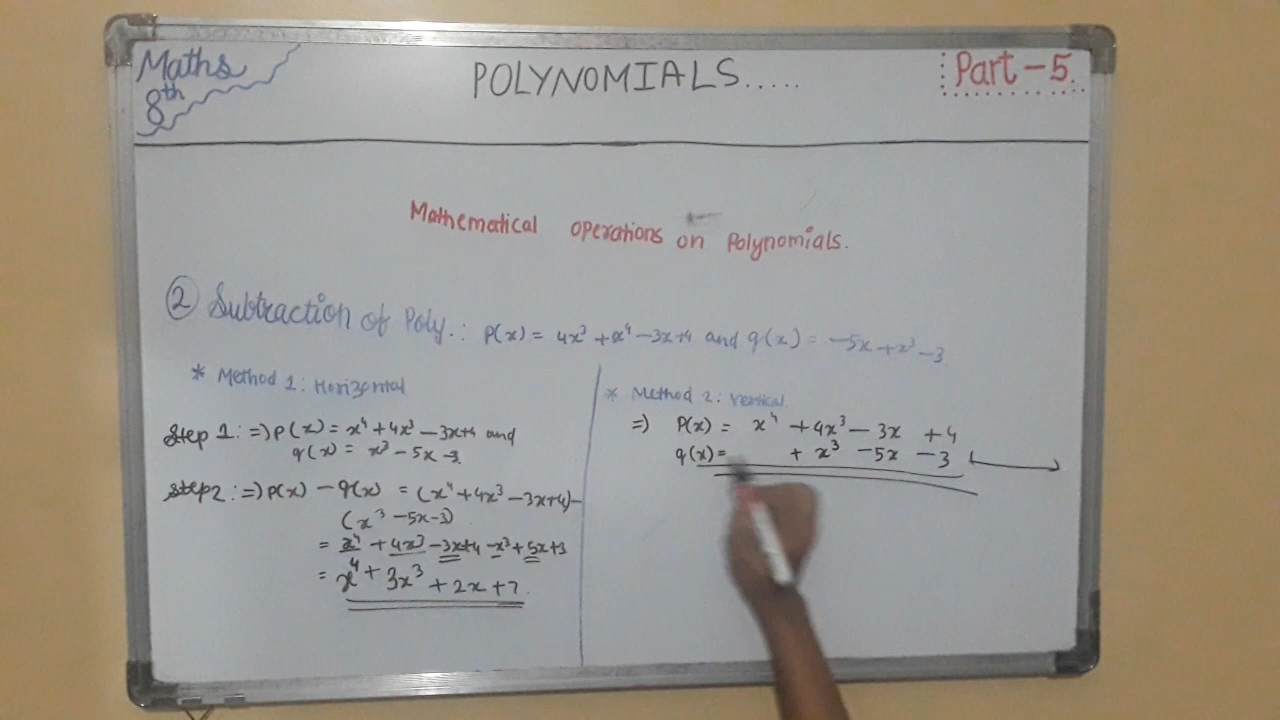 Maths
8th
POLYNOMIALS.....
Part-5.
Mathematical operations on Polynomials.
② Subtraction of Poly.: P(x) = 4x³ + x⁴ - 3x+4 and q(x) = -5x + x³ - 3.
* Method 1: Horizontal
Step 1: => P(x) = x⁴ + 4x³ - 3x+4 and
q(x) = x³ - 5x - 3.
Step 2: => P(x) - q(x) = (x⁴ + 4x³ - 3x+4) -
(x³ - 5x - 3)
= x⁴ + 4x³ - 3x+4 - x³ + 5x+3
= x⁴ + 3x³ + 2x + 7.
* Method 2: Vertical
=> P(x) = x⁴ + 4x³ - 3x + 4
q(x) = + x³ - 5x - 3